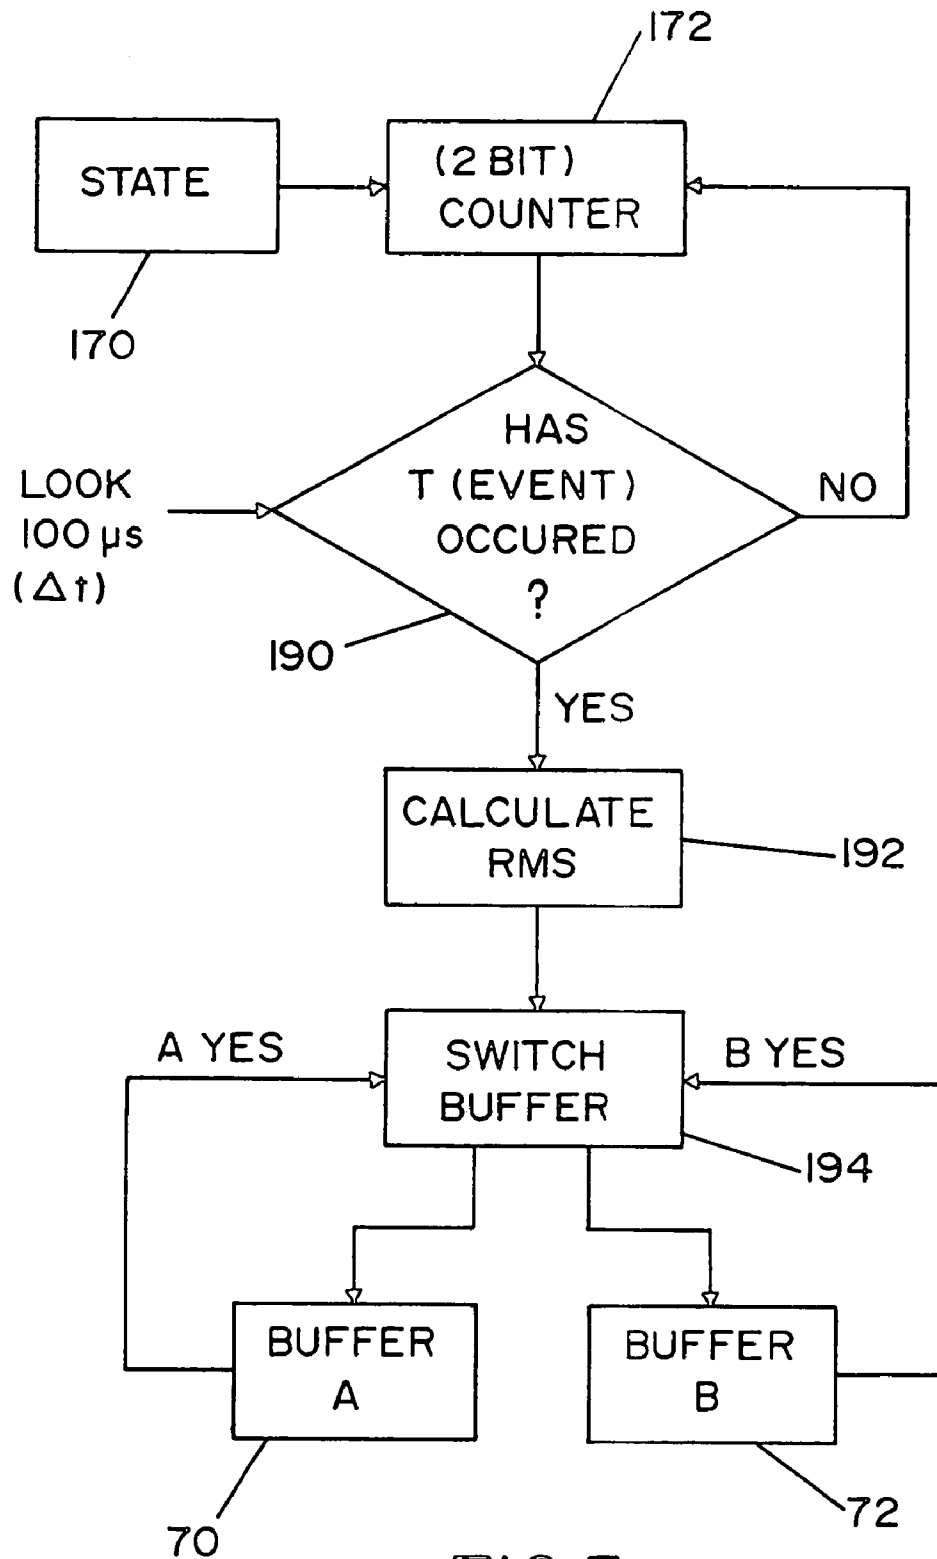 172
STATE
(2 BIT)
COUNTER
170
HAS
T (EVENT)
OCCURED
?
LOOK
100 µs
(Δt)
NO
190
YES
CALCULATE
RMS
192
A YES
SWITCH
BUFFER
B YES
194
BUFFER
A
BUFFER
B
70
72